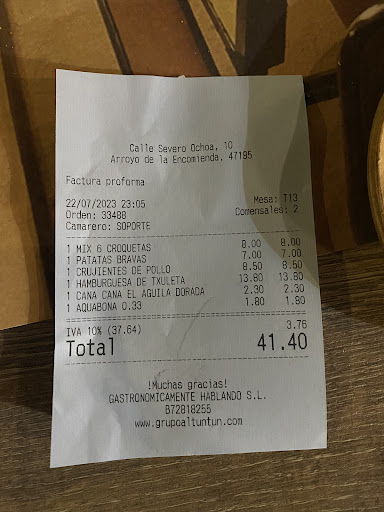 Calle Severo Ochoa, 10
Arroyo de la Encomienda, 47195
Factura proforma
22/07/2023 23:05 Mesa: T13
Orden: 33488 Comensales: 2
Camarero: SOPORTE
1 MIX 6 CROQUETAS 8.00 8.00
1 PATATAS BRAVAS 7.00 7.00
1 CRUJIENTES DE POLLO 8.50 8.50
1 HAMBURGUESA DE TXULETA 13.80 13.80
1 CANA CANA EL AGUILA DORADA 2.30 2.30
1 AQUABONA 0.33 1.80 1.80
IVA 10% (37.64) 3.76
Total 41.40
!Muchas gracias!
GASTRONOMICAMENTE HABLANDO S.L.
B72818255
www.grupoaltuntun.com